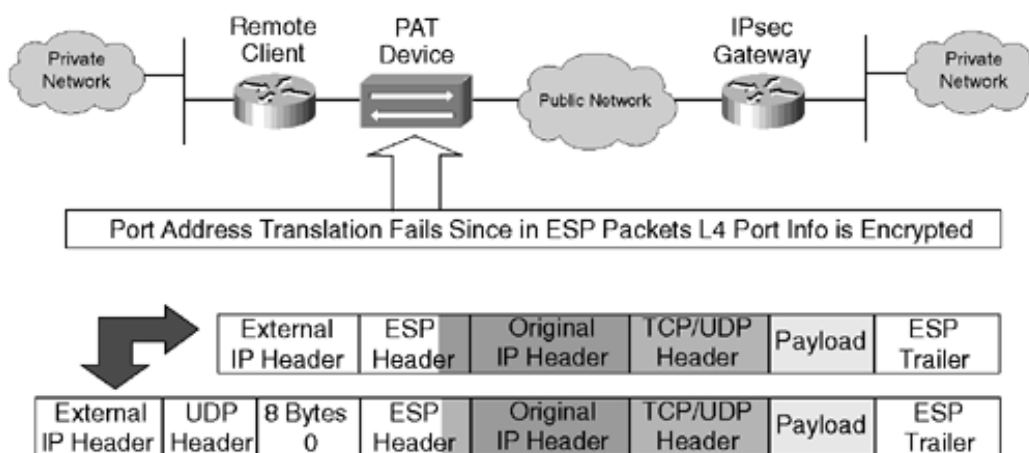 Private
Network
Remote
Client
PAT
Device
Public Network
IPsec
Gateway
Private
Network
Port Address Translation Fails Since in ESP Packets L4 Port Info is Encrypted
External
IP Header
ESP
Header
Original
IP Header
TCP/UDP
Header
Payload
ESP
Trailer
External
IP Header
UDP
Header
8 Bytes
0
ESP
Header
Original
IP Header
TCP/UDP
Header
Payload
ESP
Trailer